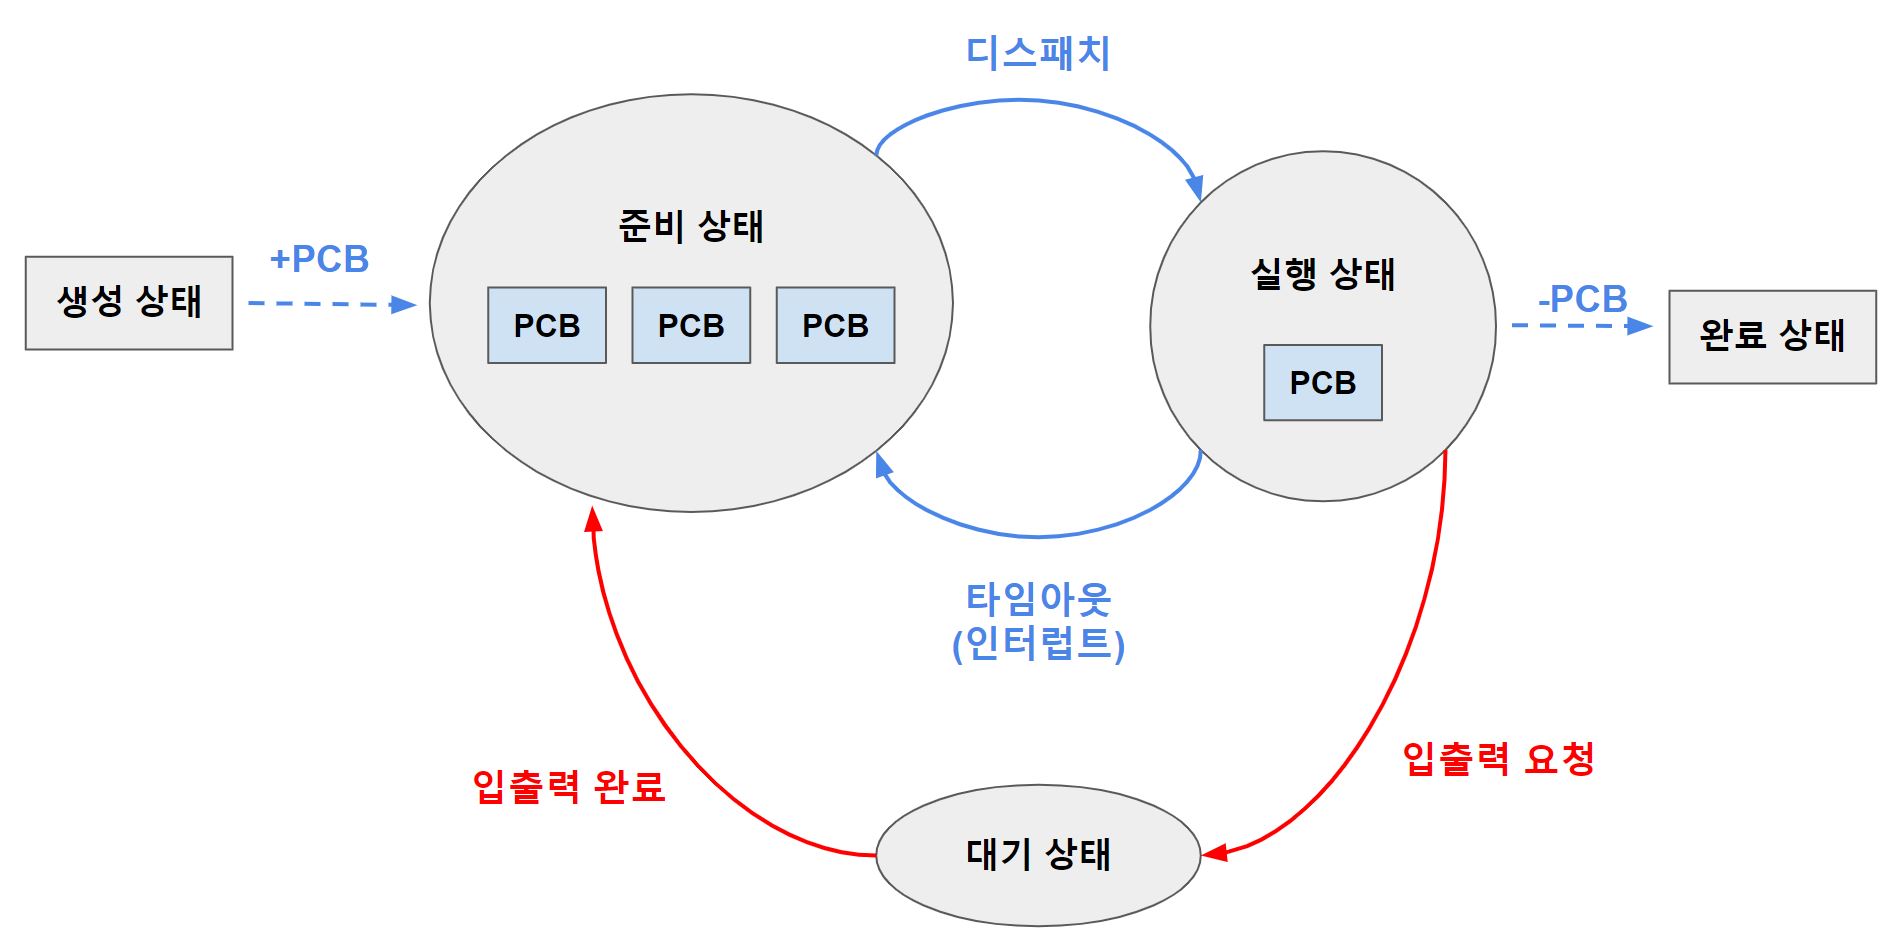 디스패치
준비 상태
+PCB
생성 상태
PCB
PCB
PCB
실행 상태
PCB
-PCB
완료 상태
타임아웃
(인터럽트)
입출력 요청
입출력 완료
대기 상태